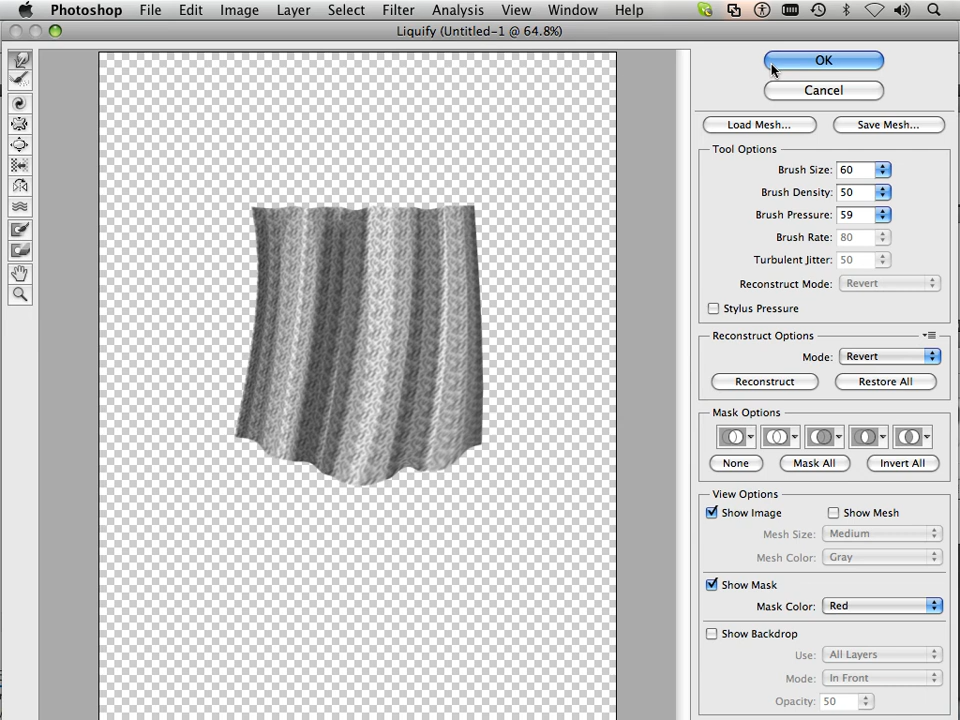 Photoshop File Edit Image Layer Select Filter Analysis View Window Help
Liquify (Untitled-1 @ 64.8%)
OK
Cancel
Load Mesh... Save Mesh...
Tool Options
Brush Size: 60
Brush Density: 50
Brush Pressure: 59
Brush Rate: 80
Turbulent Jitter: 50
Reconstruct Mode: Revert
Stylus Pressure
Reconstruct Options
Mode: Revert
Reconstruct Restore All
Mask Options
None Mask All Invert All
View Options
Show Image Show Mesh
Mesh Size: Medium
Mesh Color: Gray
Show Mask
Mask Color: Red
Show Backdrop
Use: All Layers
Mode: In Front
Opacity: 50